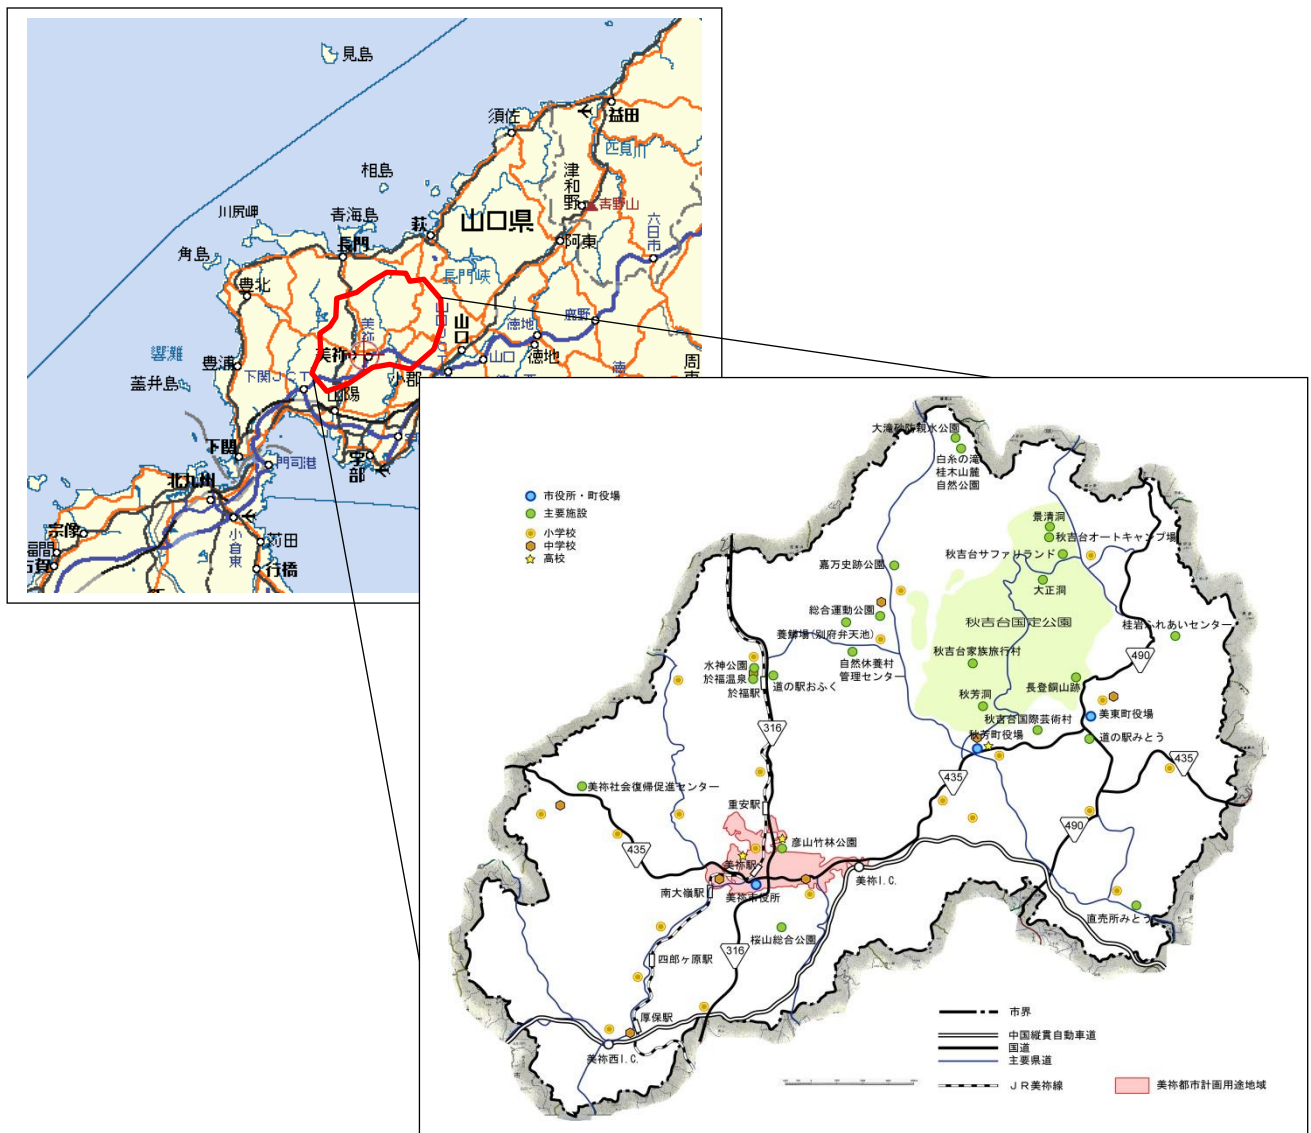 見島
須佐
益田
匹見川
相島
津和野
青野山
川尻岬
青海島
萩
山口県
六日市
角島
長門
阿東
長門峡
豊北
鹿野
徳地
山口
美祢
美祢
山口
徳地
響灘
豊浦
蓋井島
下関JCT
小郡
山陽
下関
門司港
宇部
北九州
宗像
小倉東
苅田
福間
古賀
行橋
大滝砂防親水公園
白糸の滝
桂木山麓
自然公園
市役所・町役場
主要施設
小学校
中学校
高校
景清洞
秋吉台オートキャンプ場
秋吉台サファリランド
嘉万史跡公園
大正洞
総合運動公園
秋吉台国定公園
桂岩ふれあいセンター
養鱒場(別府弁天池)
490
自然休養村
管理センター
秋吉台家族旅行村
水神公園
於福温泉
於福駅
道の駅おふく
長登銅山跡
秋芳洞
秋吉台国際芸術村
美東町役場
316
秋芳町役場
道の駅みとう
435
435
美祢社会復帰促進センター
重安駅
490
彦山竹林公園
435
美祢駅
美祢I.C.
南大嶺駅
美祢市役所
直売所みとう
桜山総合公園
316
四郎ヶ原駅
厚保駅
市界
中国縦貫自動車道
国道
主要県道
美祢西I.C.
JR美祢線
美祢都市計画用途地域